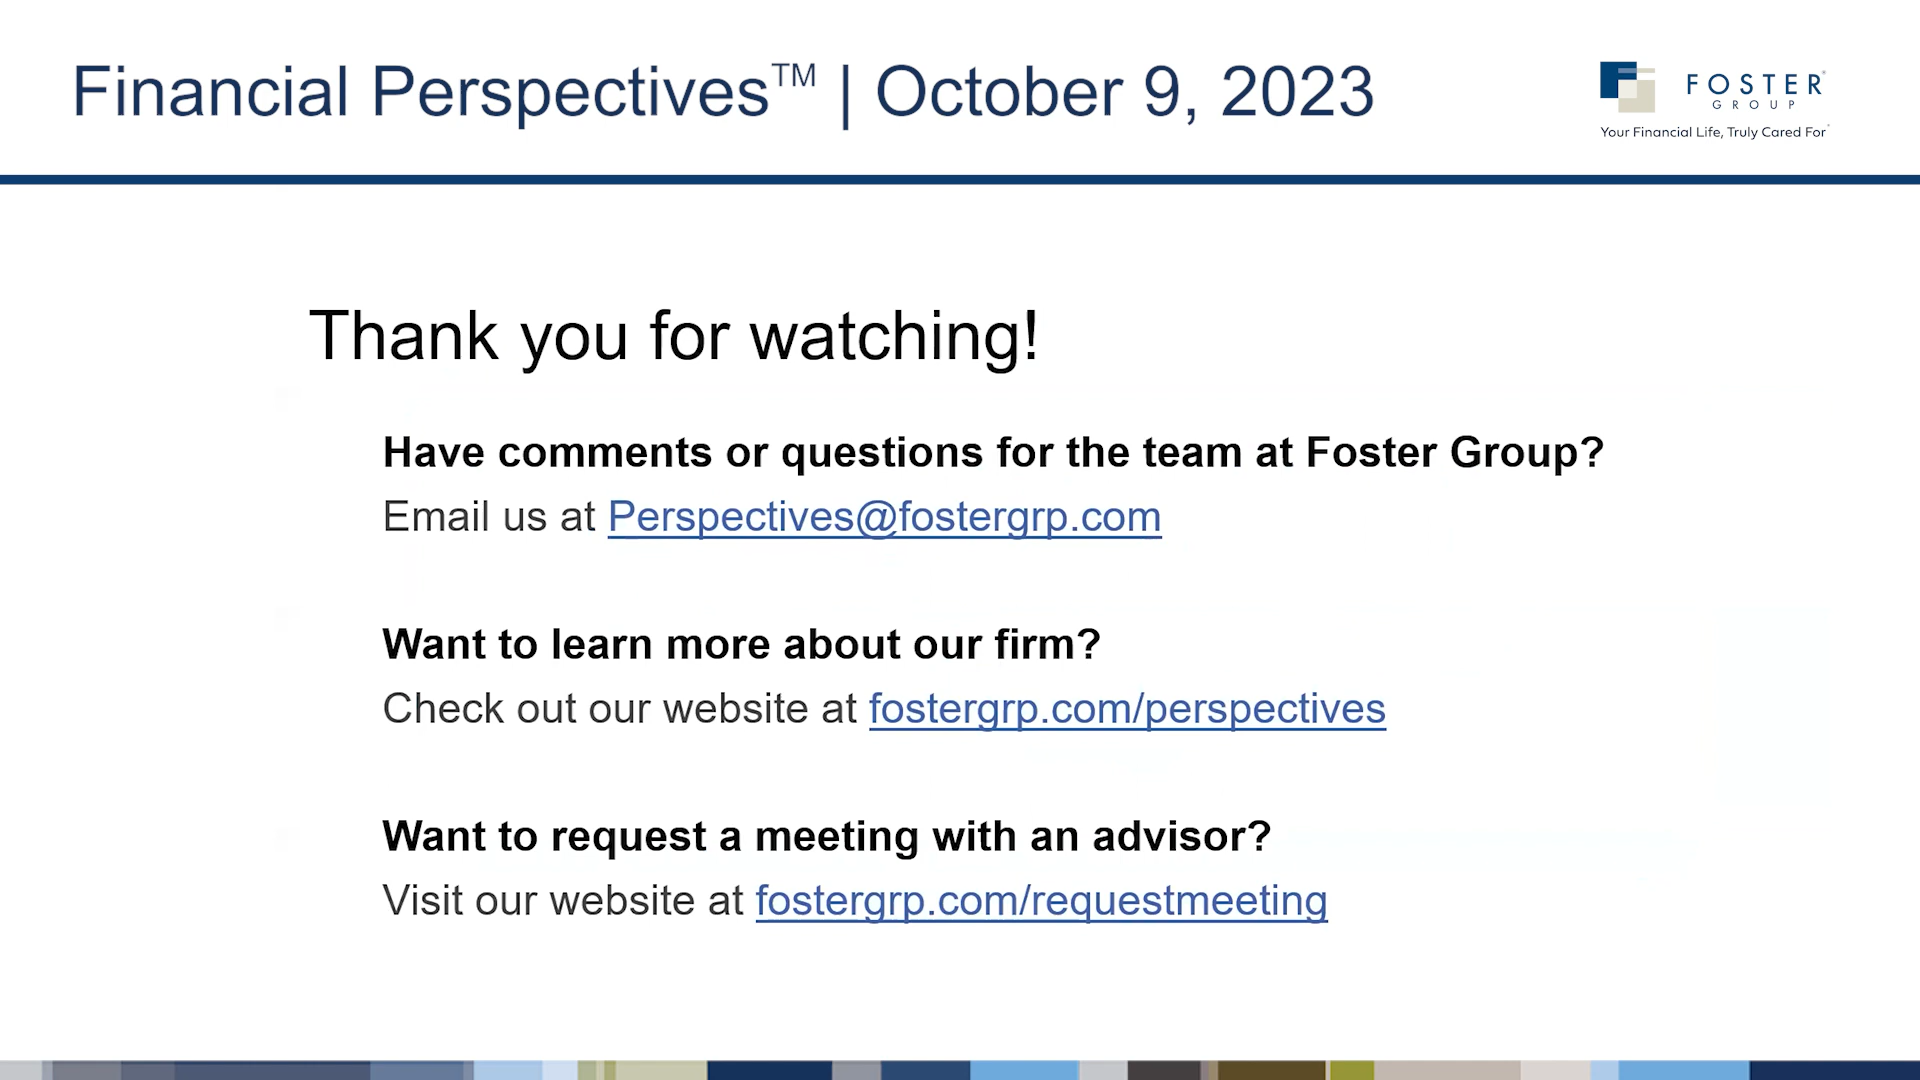 Financial Perspectives™ | October 9, 2023
FOSTER®
GROUP
Your Financial Life, Truly Cared For
Thank you for watching!
Have comments or questions for the team at Foster Group?
Email us at Perspectives@fostergrp.com
Want to learn more about our firm?
Check out our website at fostergrp.com/perspectives
Want to request a meeting with an advisor?
Visit our website at fostergrp.com/requestmeeting